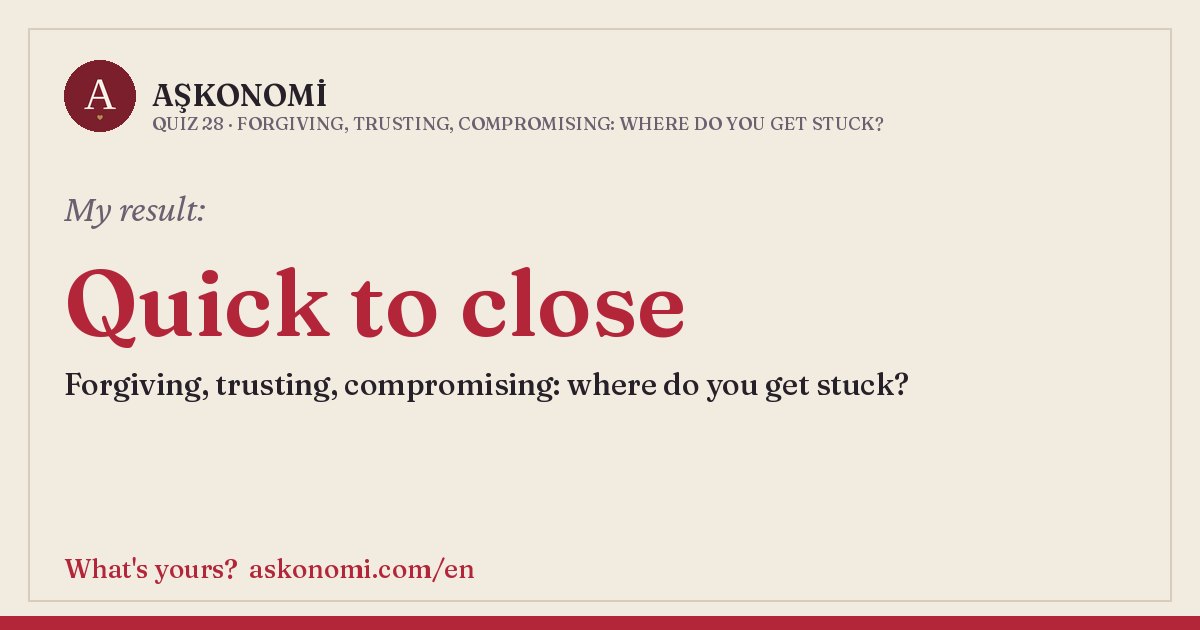 A
AŞKONOMİ
QUIZ 28 · FORGIVING, TRUSTING, COMPROMISING: WHERE DO YOU GET STUCK?
My result:
Quick to close
Forgiving, trusting, compromising: where do you get stuck?
What's yours? askonomi.com/en